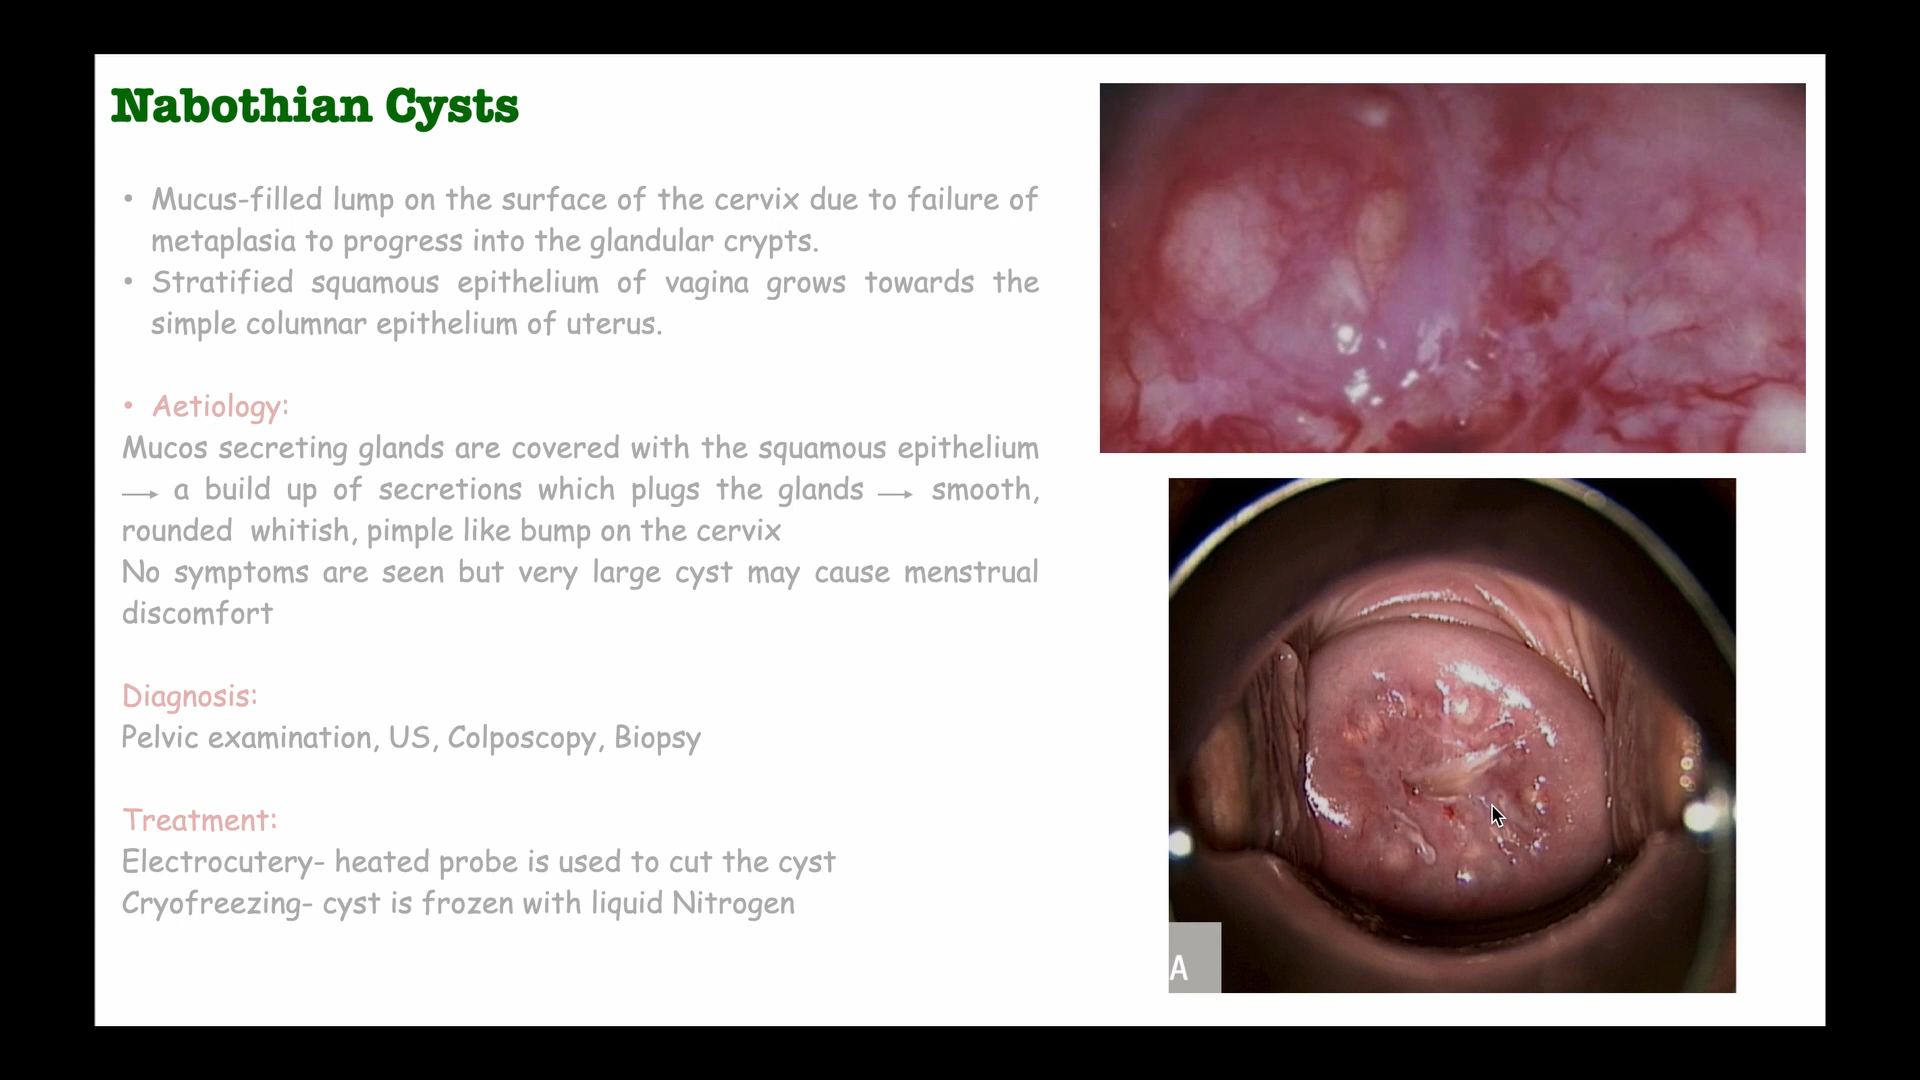 Nabothian Cysts
• Mucus-filled lump on the surface of the cervix due to failure of
metaplasia to progress into the glandular crypts.
• Stratified squamous epithelium of vagina grows towards the
simple columnar epithelium of uterus.
• Aetiology:
Mucos secreting glands are covered with the squamous epithelium
→ a build up of secretions which plugs the glands → smooth,
rounded whitish, pimple like bump on the cervix
No symptoms are seen but very large cyst may cause menstrual
discomfort
Diagnosis:
Pelvic examination, US, Colposcopy, Biopsy
Treatment:
Electrocutery- heated probe is used to cut the cyst
Cryofreezing- cyst is frozen with liquid Nitrogen
A